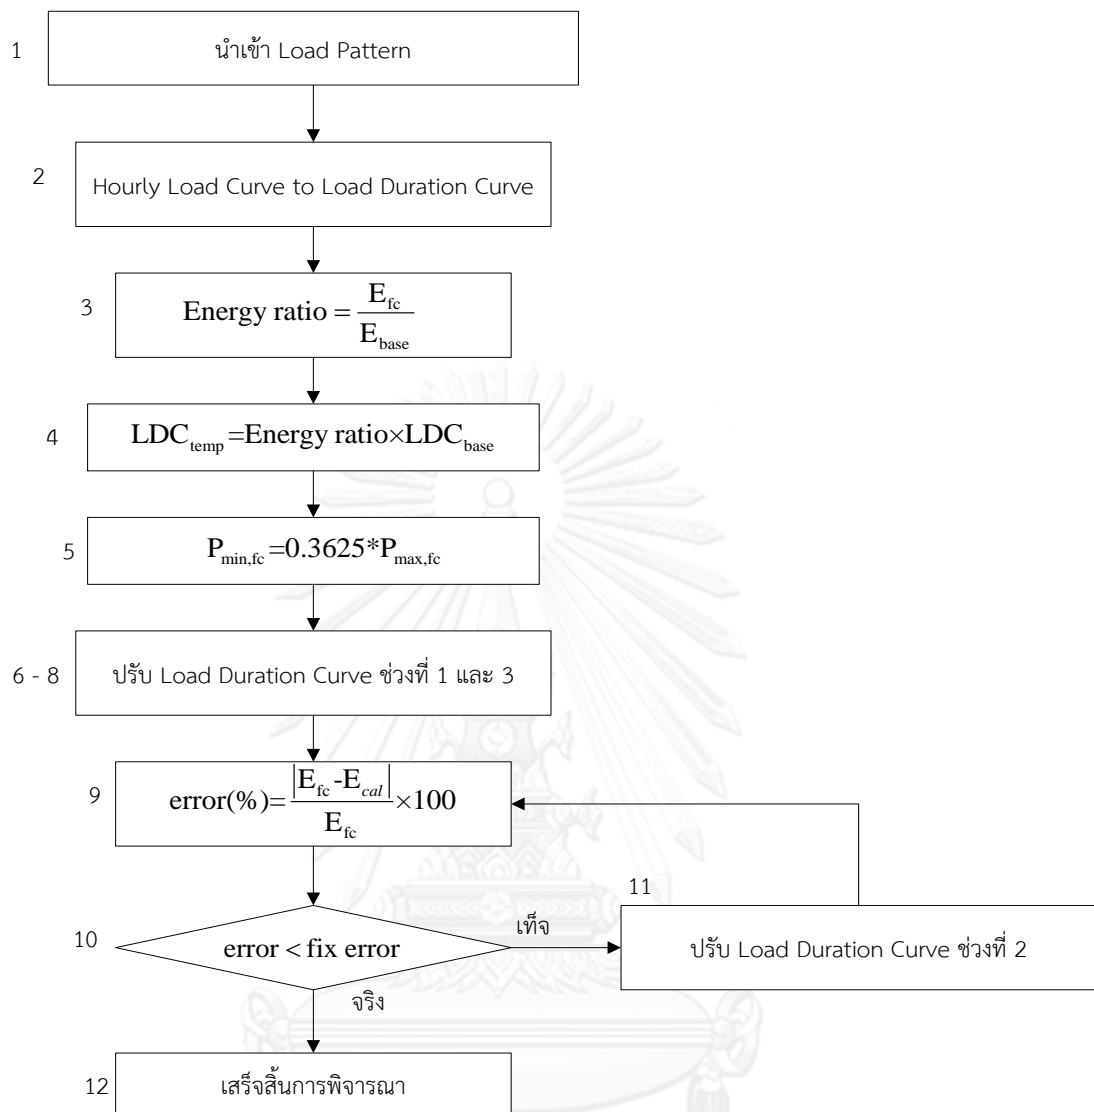 1
นำเข้า Load Pattern
2
Hourly Load Curve to Load Duration Curve
3
Energy ratio = E_fc / E_base
4
LDC_temp =Energy ratio×LDC_base
5
P_min,fc =0.3625*P_max,fc
6 - 8
ปรับ Load Duration Curve ช่วงที่ 1 และ 3
9
error(%)= |E_fc -E_cal| / E_fc ×100
10
error < fix error
เท็จ
11
ปรับ Load Duration Curve ช่วงที่ 2
จริง
12
เสร็จสิ้นการพิจารณา